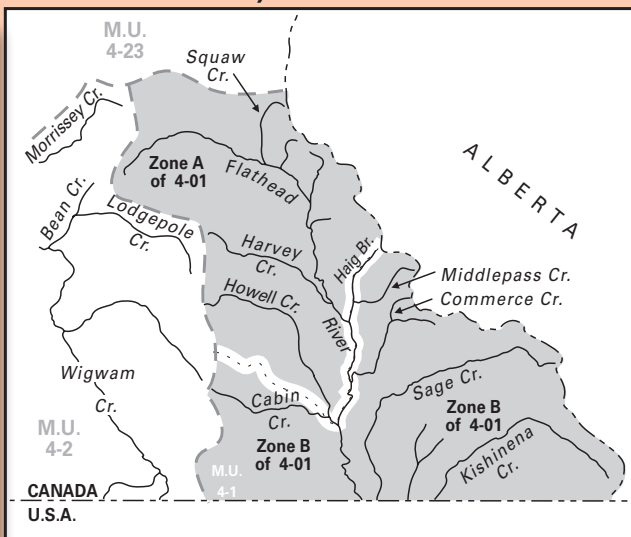 M.U.
4-23
Squaw
Cr.
Morrissey Cr.
Zone A
of 4-01
Flathead
ALBERTA
Bean Cr.
Lodgepole
Cr.
Harvey
Cr.
Haig Br.
Middlepass Cr.
Commerce Cr.
Howell Cr.
River
Wigwam
Cr.
Sage Cr.
Cabin
Cr.
Zone B
of 4-01
M.U.
4-2
Zone B
of 4-01
Kishinena
Cr.
M.U.
4-1
CANADA
U.S.A.